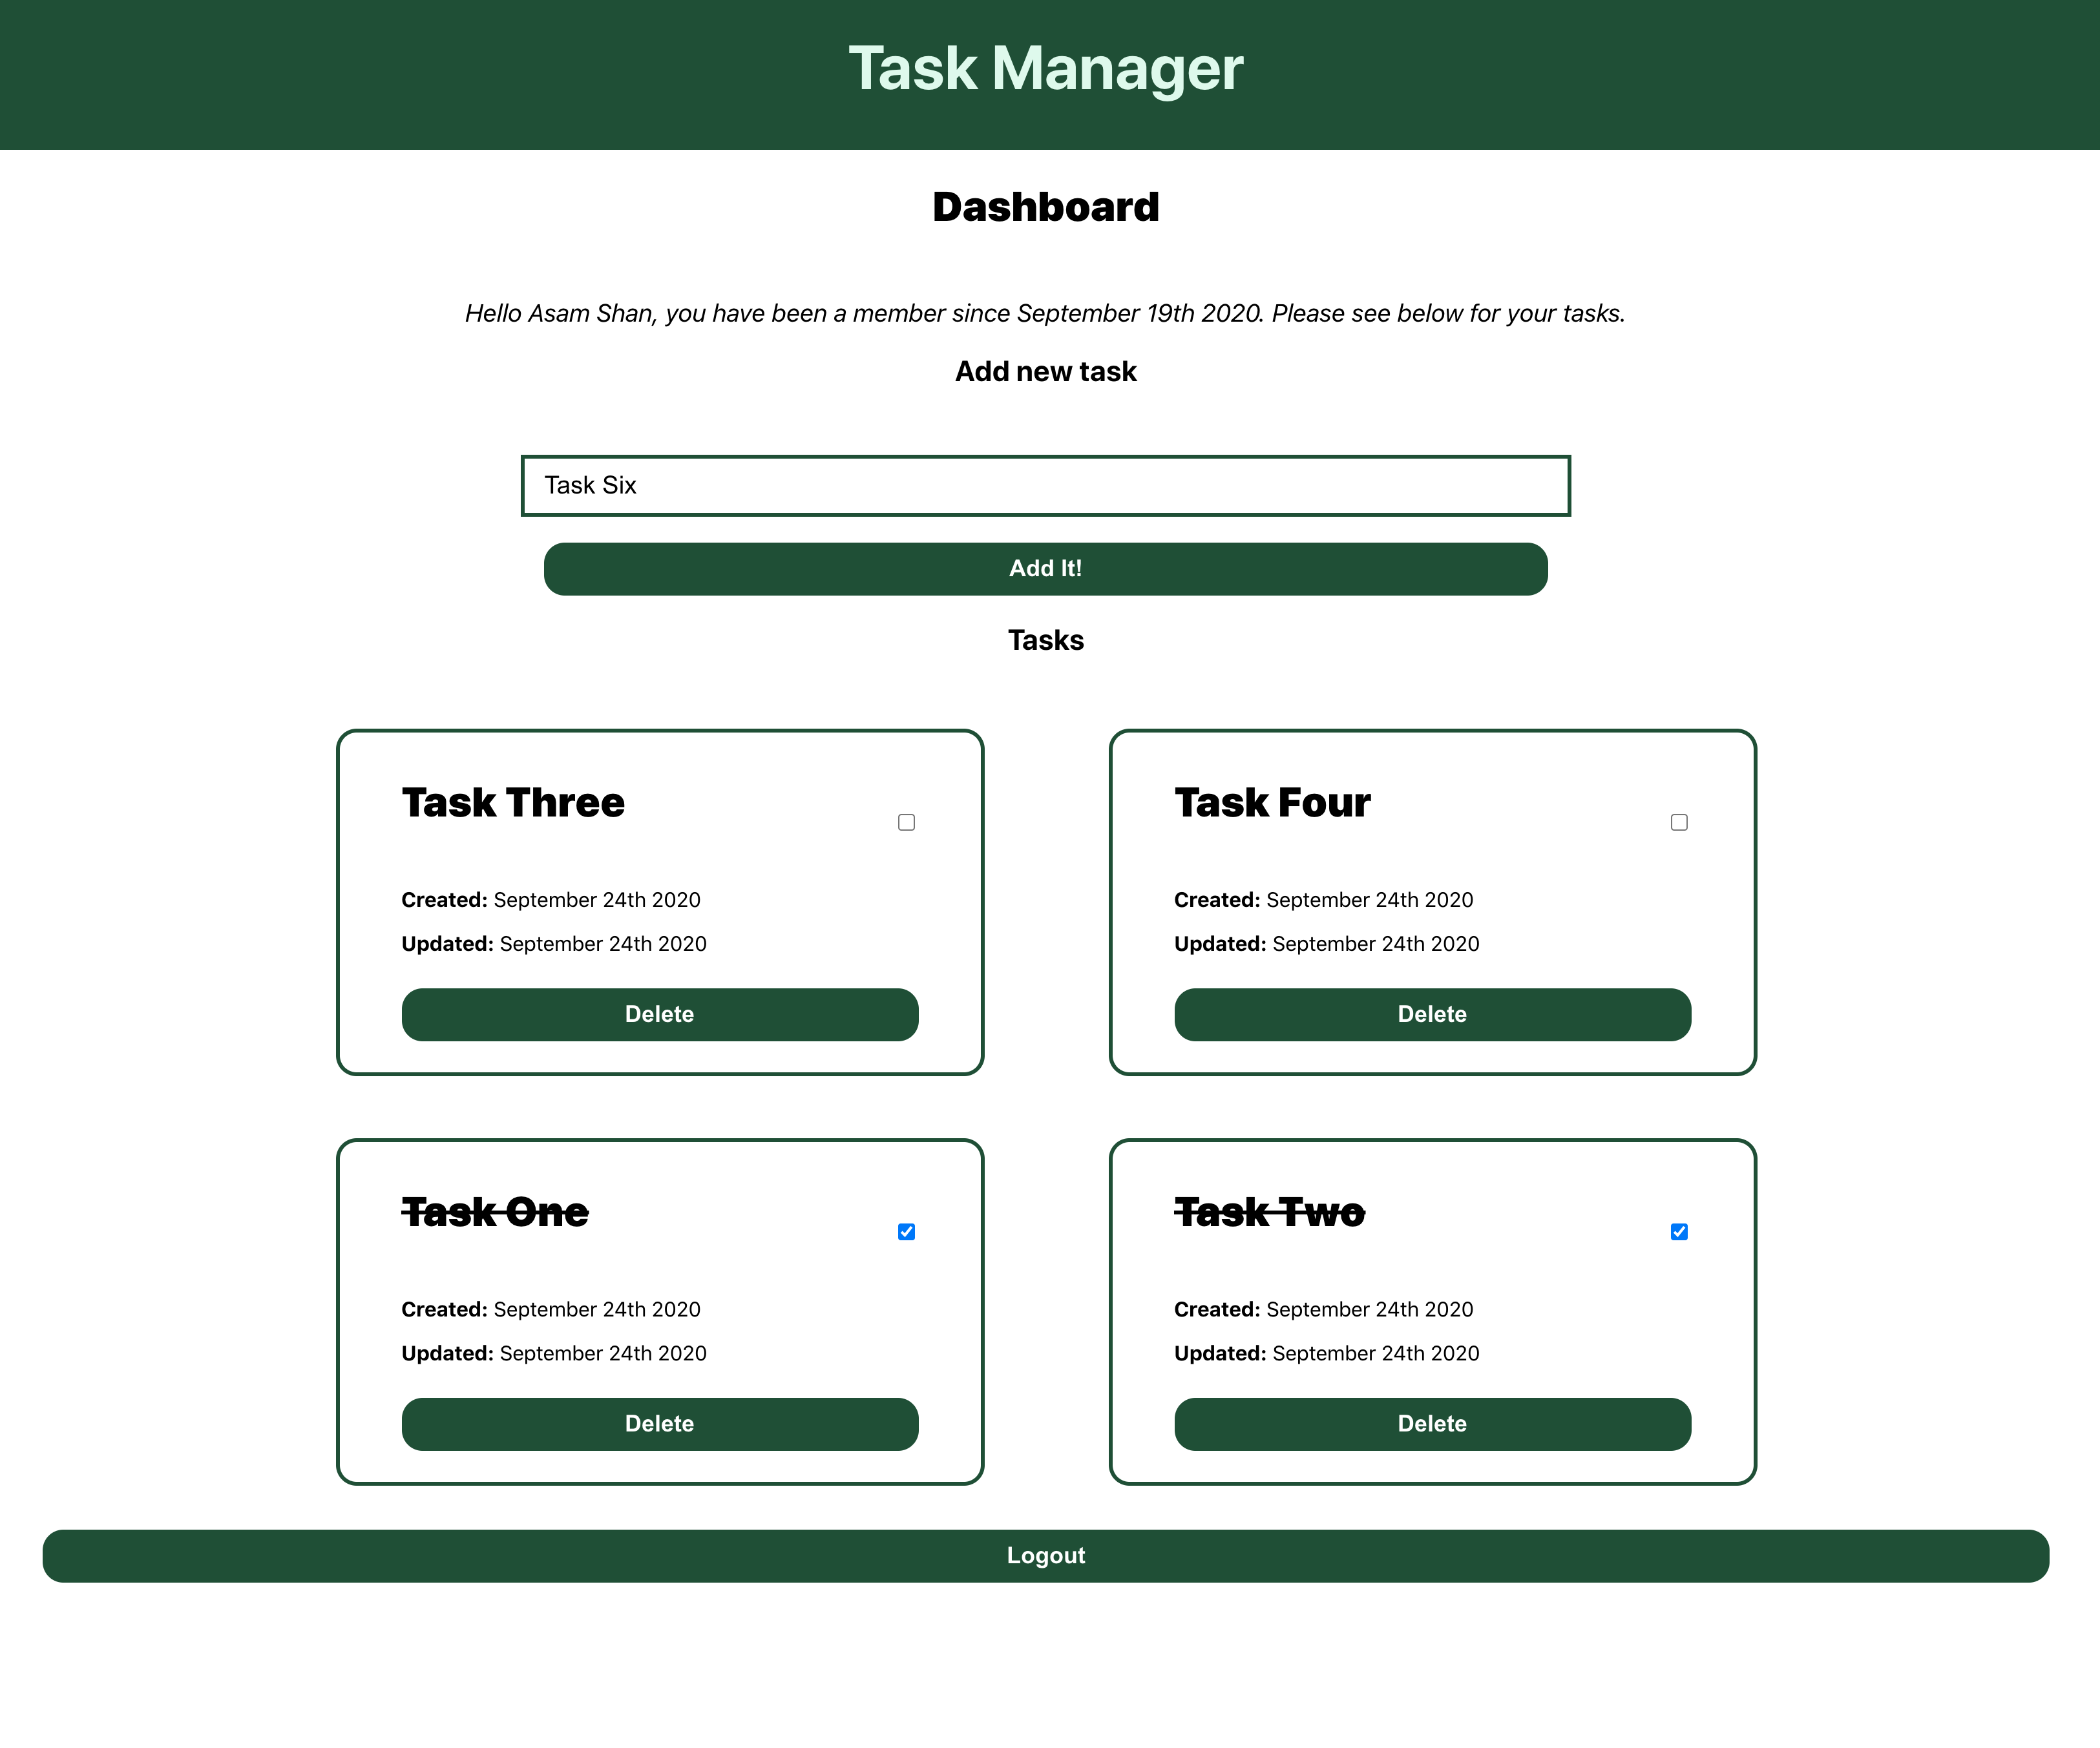 Task Manager
Dashboard
Hello Asam Shan, you have been a member since September 19th 2020. Please see below for your tasks.
Add new task
Task Six
Add It!
Tasks
Task Three
Created: September 24th 2020
Updated: September 24th 2020
Delete
Task Four
Created: September 24th 2020
Updated: September 24th 2020
Delete
Task One
Created: September 24th 2020
Updated: September 24th 2020
Delete
Task Two
Created: September 24th 2020
Updated: September 24th 2020
Delete
Logout